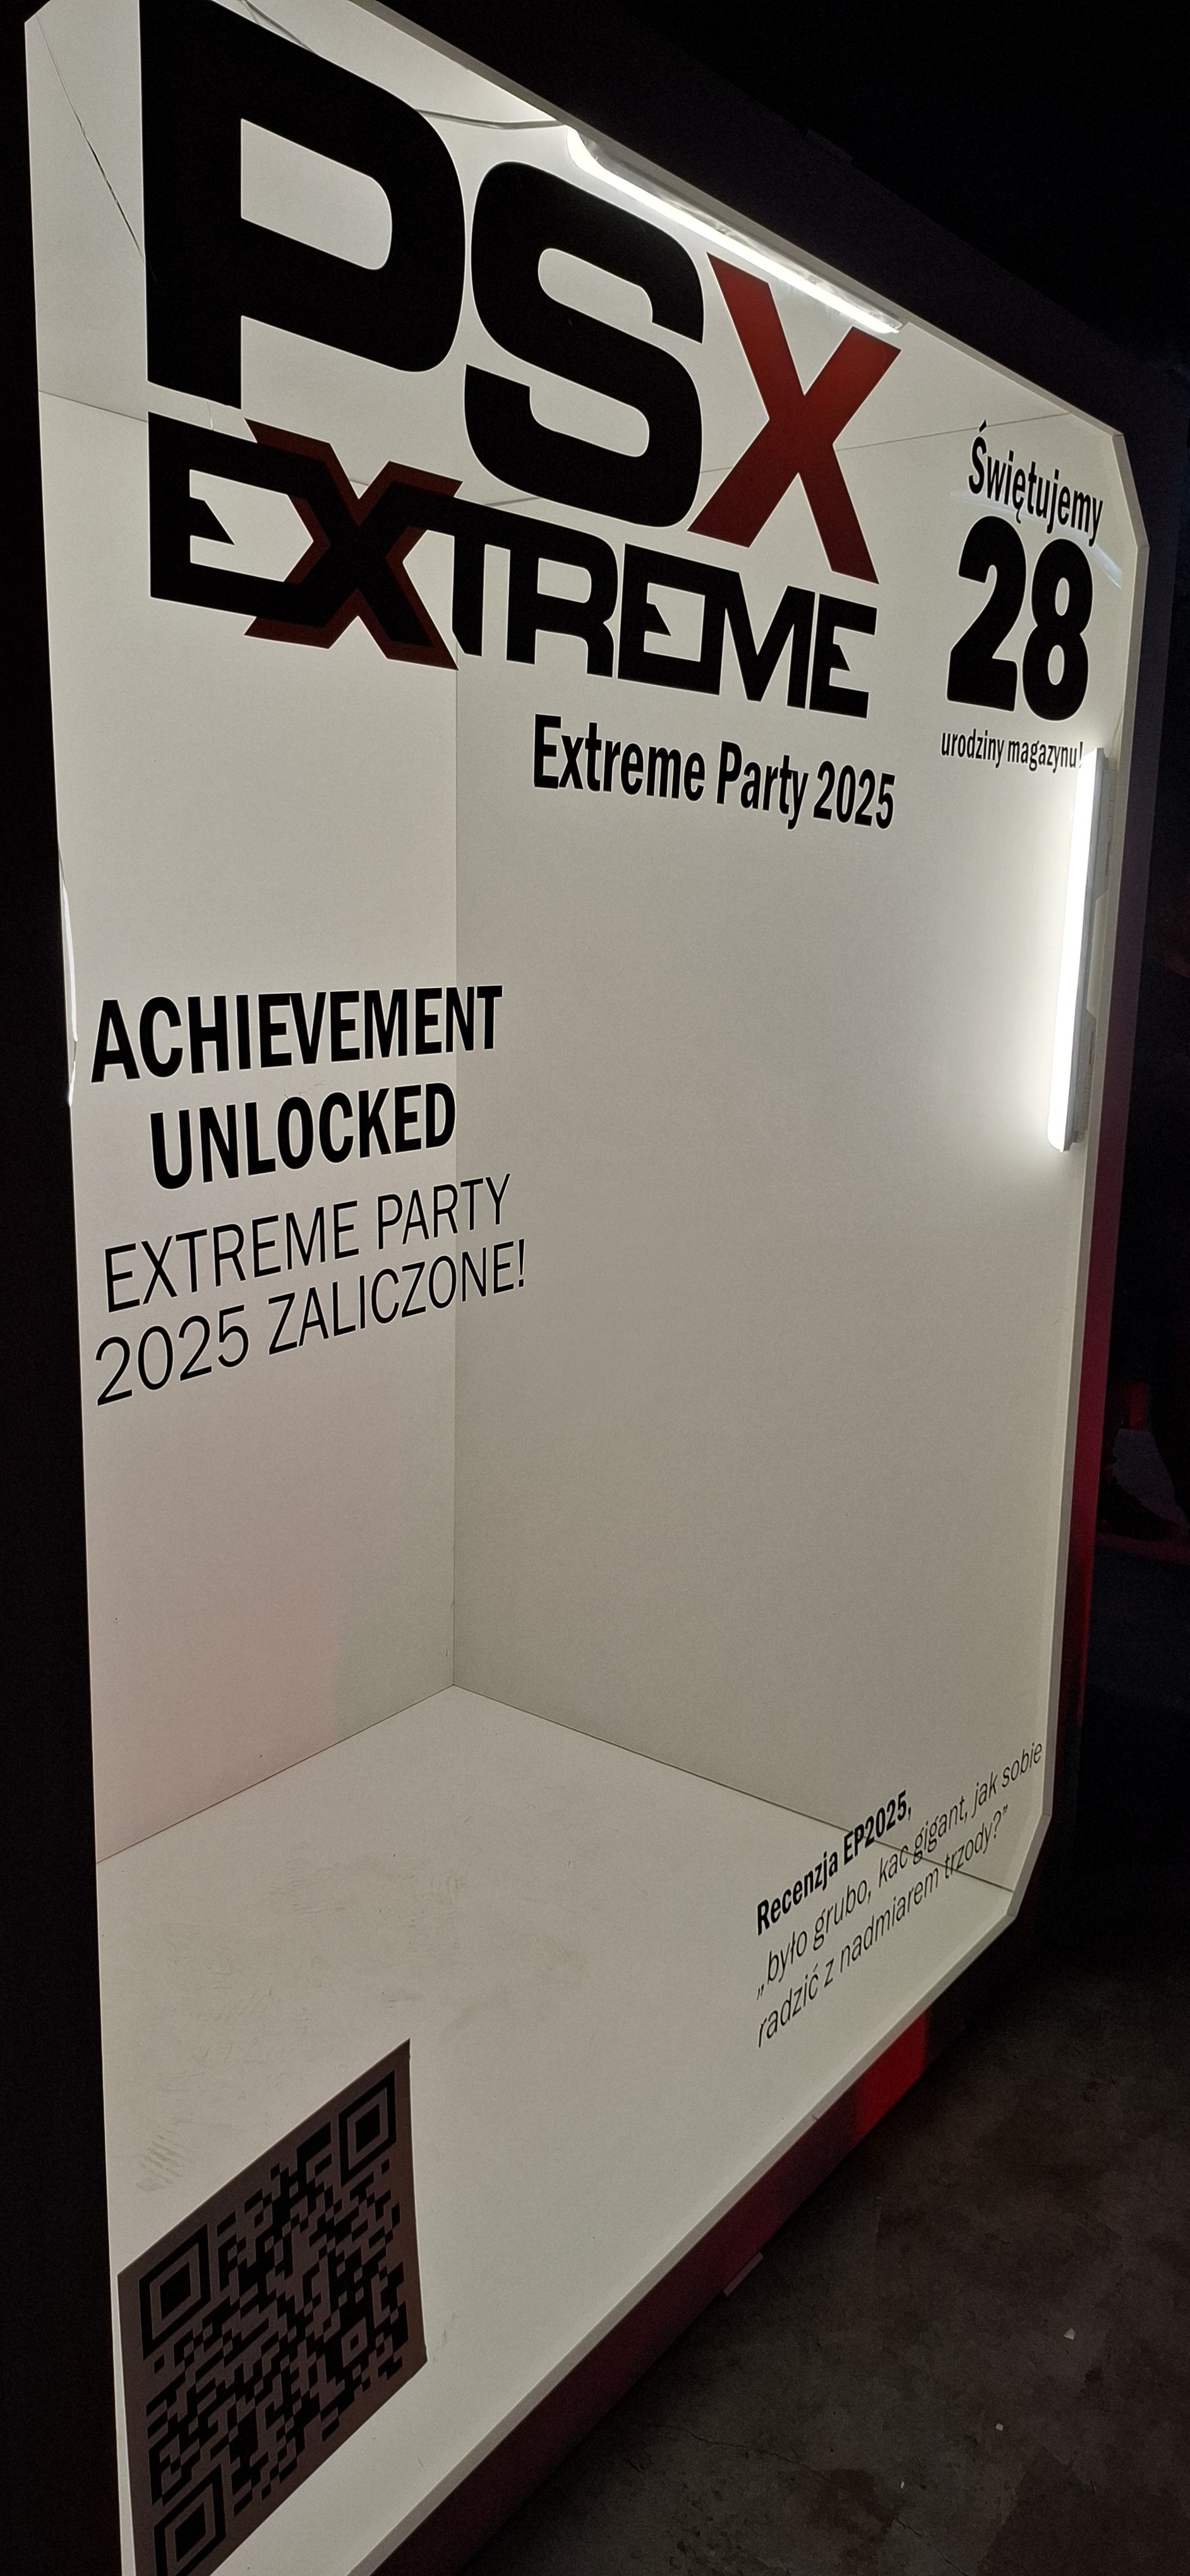 PSX
EXTREME
Extreme Party 2025
Świętujemy
28
urodziny magazynu!
ACHIEVEMENT
UNLOCKED
EXTREME PARTY
2025 ZALICZONE!
Recenzja EP2025,
„było grubo, kac gigant, jak sobie
radzić z nadmiarem trzody?”